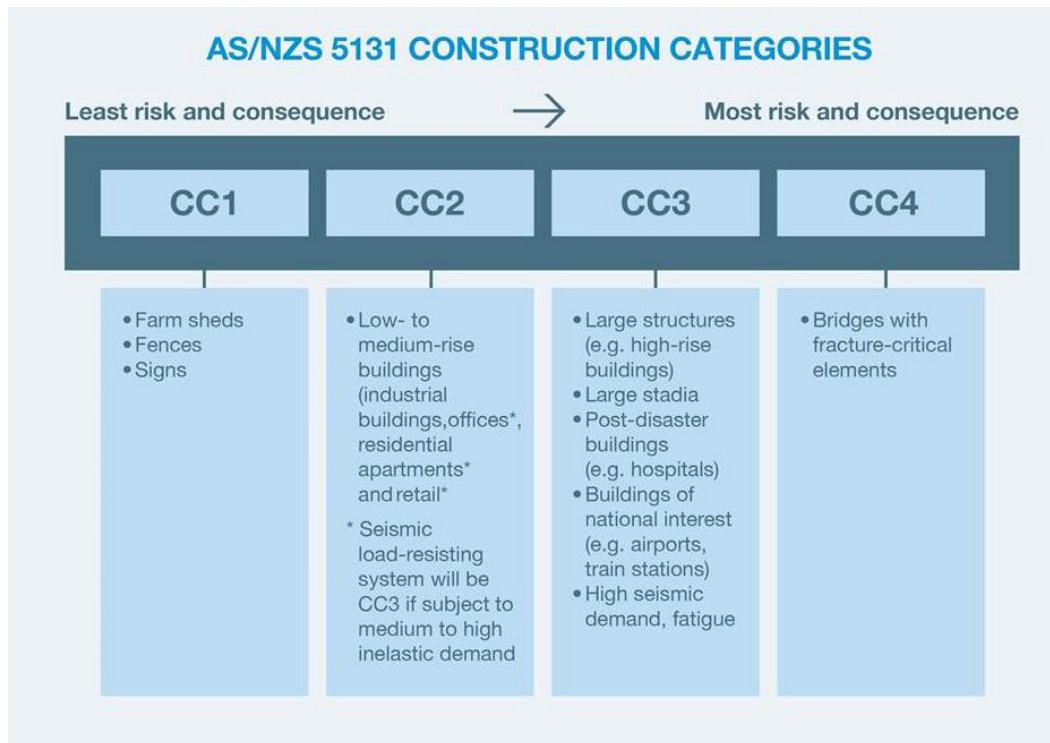 AS/NZS 5131 CONSTRUCTION CATEGORIES
Least risk and consequence → Most risk and consequence
CC1
CC2
CC3
CC4
• Farm sheds
• Fences
• Signs
• Low- to
medium-rise
buildings
(industrial
buildings,offices*,
residential
apartments*
and retail*
* Seismic
load-resisting
system will be
CC3 if subject to
medium to high
inelastic demand
• Large structures
(e.g. high-rise
buildings)
• Large stadia
• Post-disaster
buildings
(e.g. hospitals)
• Buildings of
national interest
(e.g. airports,
train stations)
• High seismic
demand, fatigue
• Bridges with
fracture-critical
elements